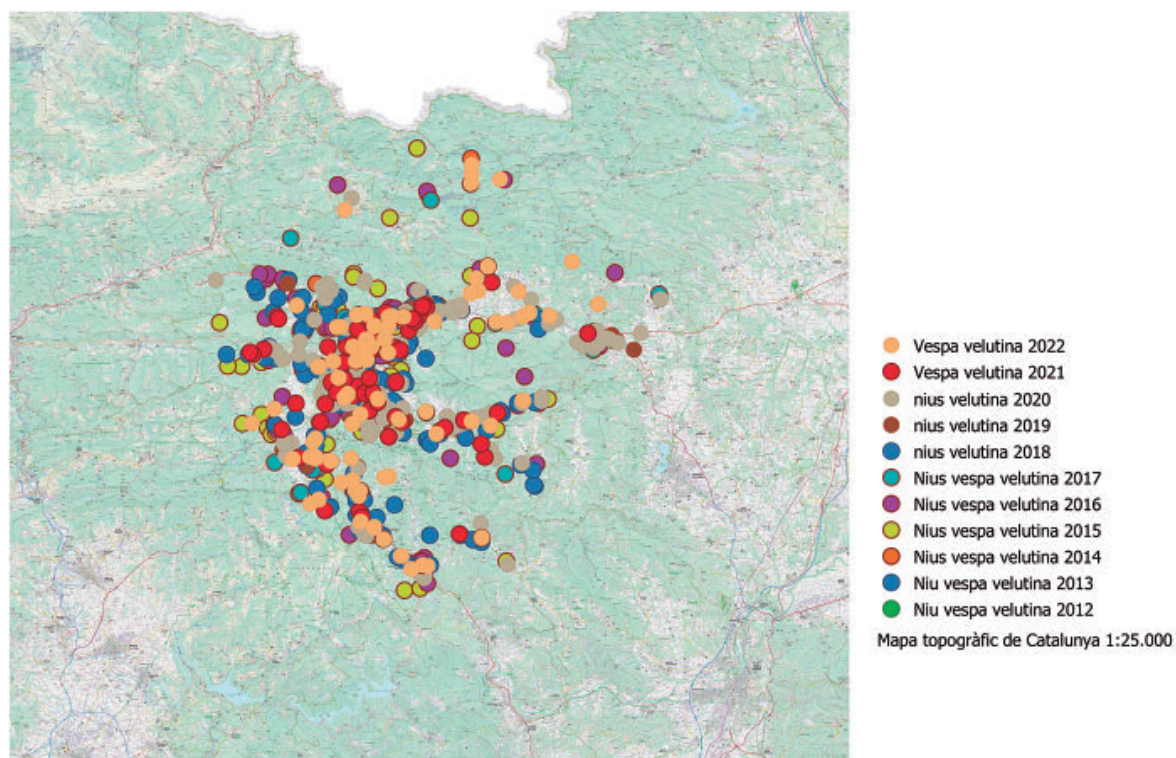 Vespa velutina 2022
Vespa velutina 2021
nius velutina 2020
nius velutina 2019
nius velutina 2018
Nius vespa velutina 2017
Nius vespa velutina 2016
Nius vespa velutina 2015
Nius vespa velutina 2014
Niu vespa velutina 2013
Niu vespa velutina 2012
Mapa topogràfic de Catalunya 1:25.000